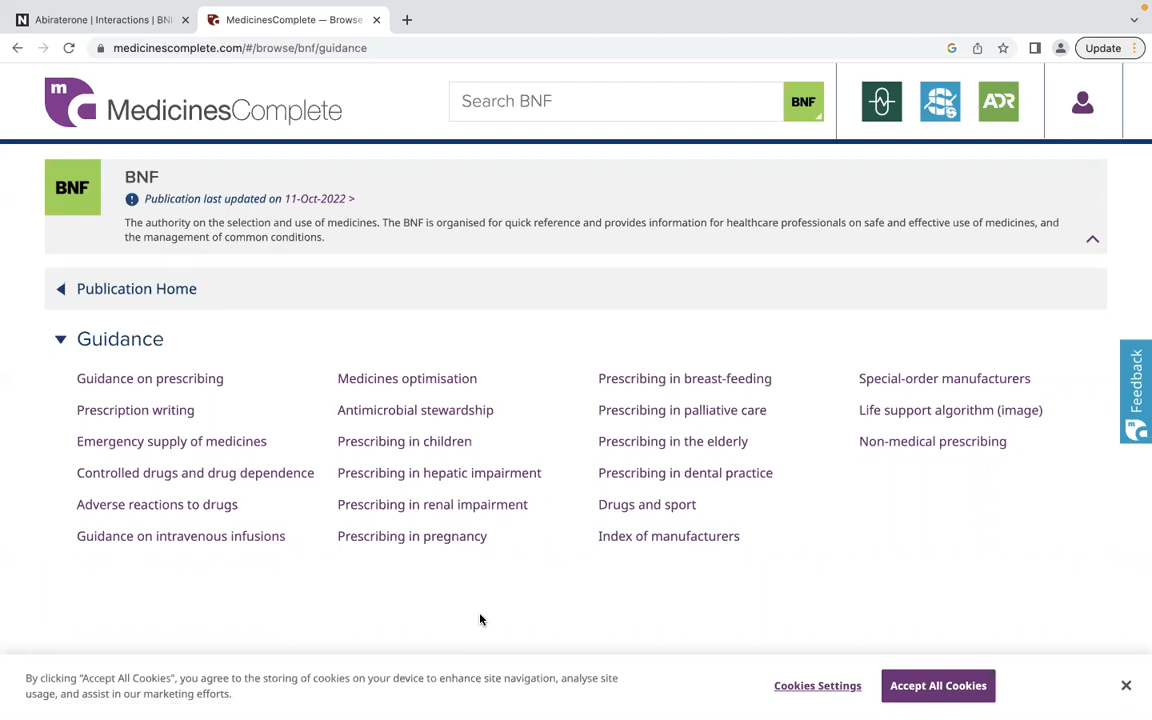 Abiraterone | Interactions | BNI
MedicinesComplete — Browse
medicinescomplete.com/#/browse/bnf/guidance
Update
mc MedicinesComplete
Search BNF
BNF
ADR
BNF
BNF
Publication last updated on 11-Oct-2022 >
The authority on the selection and use of medicines. The BNF is organised for quick reference and provides information for healthcare professionals on safe and effective use of medicines, and
the management of common conditions.
Publication Home
Guidance
Guidance on prescribing
Prescription writing
Emergency supply of medicines
Controlled drugs and drug dependence
Adverse reactions to drugs
Guidance on intravenous infusions
Medicines optimisation
Antimicrobial stewardship
Prescribing in children
Prescribing in hepatic impairment
Prescribing in renal impairment
Prescribing in pregnancy
Prescribing in breast-feeding
Prescribing in palliative care
Prescribing in the elderly
Prescribing in dental practice
Drugs and sport
Index of manufacturers
Special-order manufacturers
Life support algorithm (image)
Non-medical prescribing
Feedback
By clicking “Accept All Cookies”, you agree to the storing of cookies on your device to enhance site navigation, analyse site
usage, and assist in our marketing efforts.
Cookies Settings
Accept All Cookies